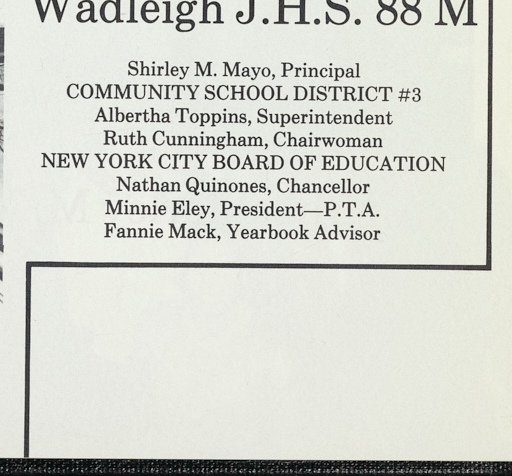 Wadleigh J.H.S. 88 M
Shirley M. Mayo, Principal
COMMUNITY SCHOOL DISTRICT #3
Albertha Toppins, Superintendent
Ruth Cunningham, Chairwoman
NEW YORK CITY BOARD OF EDUCATION
Nathan Quinones, Chancellor
Minnie Eley, President—P.T.A.
Fannie Mack, Yearbook Advisor